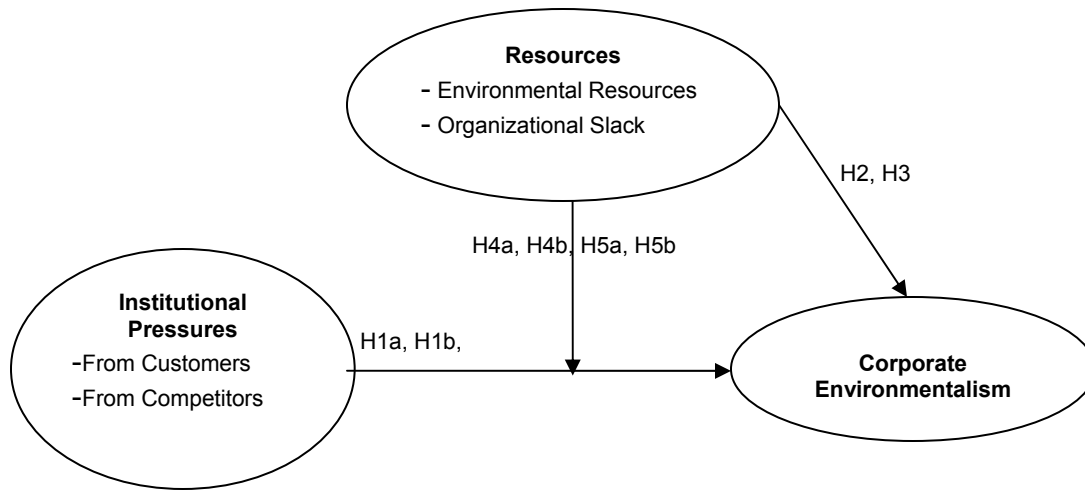 Resources
- Environmental Resources
- Organizational Slack
H2, H3
H4a, H4b, H5a, H5b
Institutional
Pressures
-From Customers
-From Competitors
H1a, H1b,
Corporate
Environmentalism